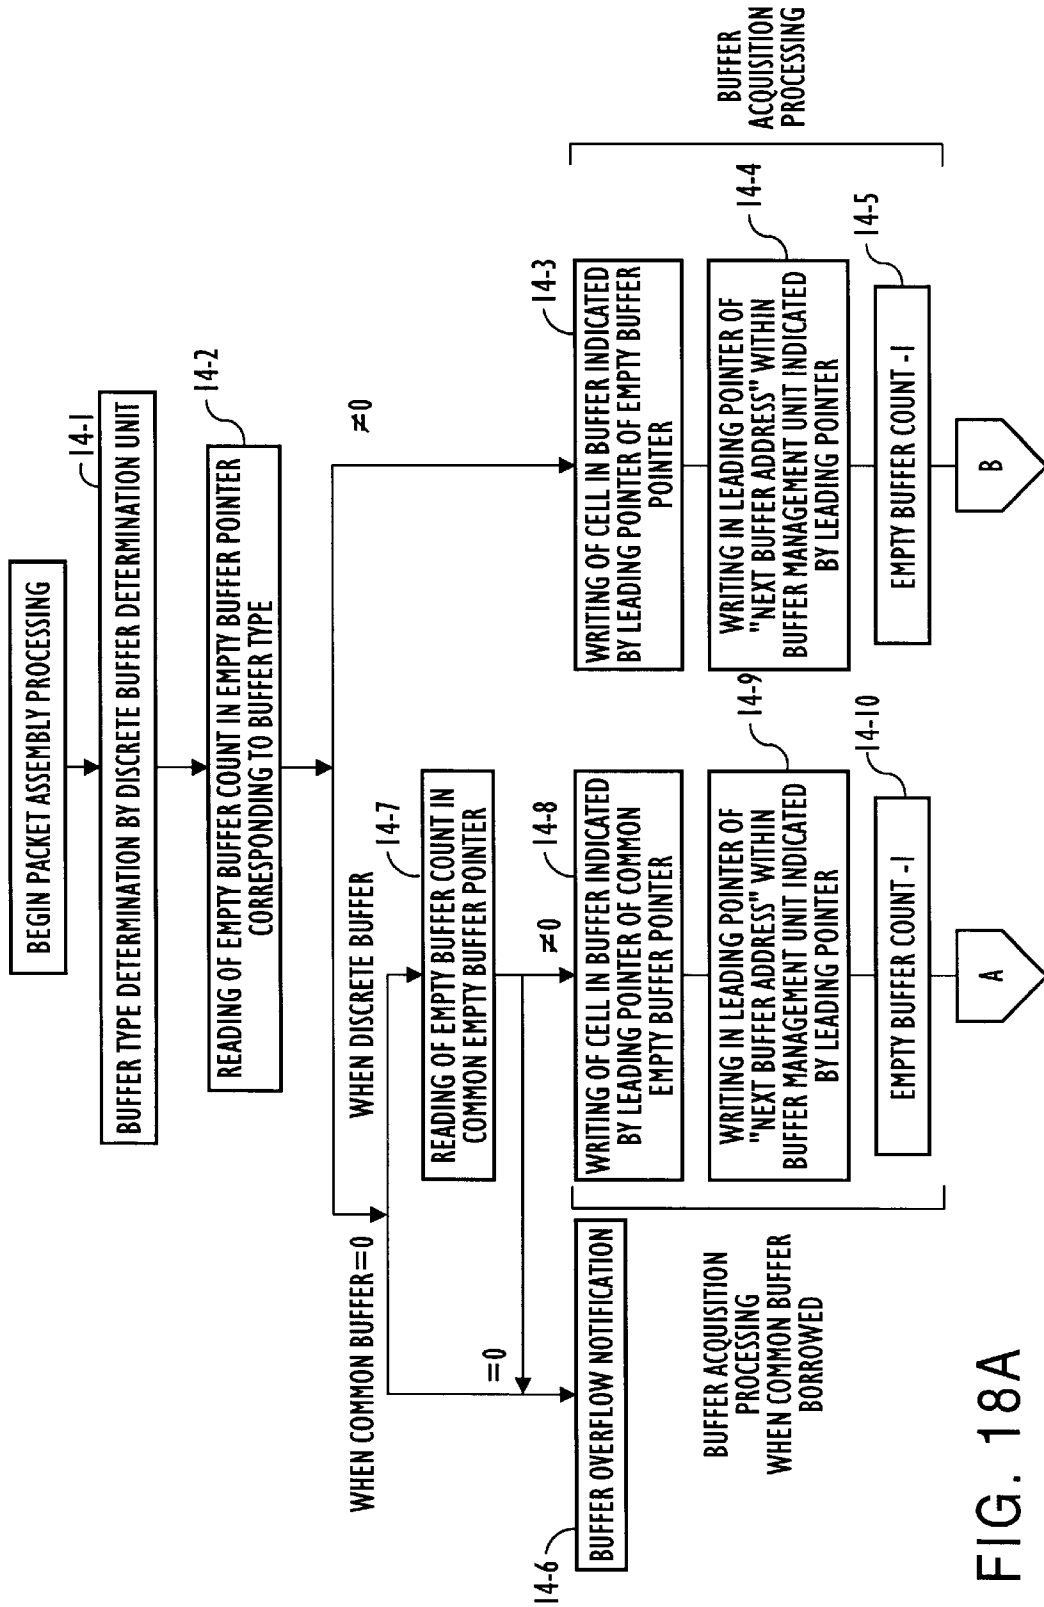 BEGIN PACKET ASSEMBLY PROCESSING
14-1
BUFFER TYPE DETERMINATION BY DISCRETE BUFFER DETERMINATION UNIT
14-2
READING OF EMPTY BUFFER COUNT IN EMPTY BUFFER POINTER
CORRESPONDING TO BUFFER TYPE
≠0
WHEN COMMON BUFFER=0
WHEN DISCRETE BUFFER
14-7
READING OF EMPTY BUFFER COUNT IN
COMMON EMPTY BUFFER POINTER
=0
≠0
14-6
BUFFER OVERFLOW NOTIFICATION
14-8
WRITING OF CELL IN BUFFER INDICATED
BY LEADING POINTER OF COMMON
EMPTY BUFFER POINTER
14-9
WRITING IN LEADING POINTER OF
"NEXT BUFFER ADDRESS" WITHIN
BUFFER MANAGEMENT UNIT INDICATED
BY LEADING POINTER
14-10
EMPTY BUFFER COUNT -1
A
BUFFER ACQUISITION
PROCESSING
WHEN COMMON BUFFER
BORROWED
14-3
WRITING OF CELL IN BUFFER INDICATED
BY LEADING POINTER OF EMPTY BUFFER
POINTER
14-4
WRITING IN LEADING POINTER OF
"NEXT BUFFER ADDRESS" WITHIN
BUFFER MANAGEMENT UNIT INDICATED
BY LEADING POINTER
14-5
EMPTY BUFFER COUNT -1
B
BUFFER
ACQUISITION
PROCESSING
FIG. 18A